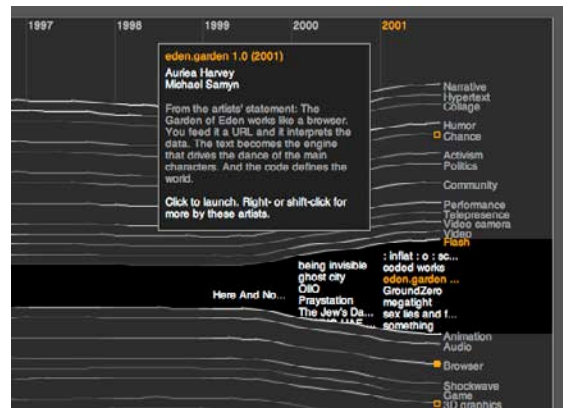 1997 1998 1999 2000 2001
eden.garden 1.0 (2001)
Auriea Harvey
Michael Samyn
From the artists' statement: The
Garden of Eden works like a browser.
You feed it a URL and it interprets the
data. The text becomes the engine
that drives the dance of the main
characters. And the code defines the
world.
Click to launch. Right- or shift-click for
more by these artists.
Narrative
Hypertext
Collage
Humor
Chance
Activism
Politics
Community
Performance
Telepresence
Video camera
Video
Flash
Here And No...
being invisible
ghost city
OIIO
Praystation
The Jew's Da...
: inflat : o : sc...
coded works
eden.garden ...
GroundZero
megatight
sex lies and f...
something
Animation
Audio
Browser
Shockwave
Game
3D graphics